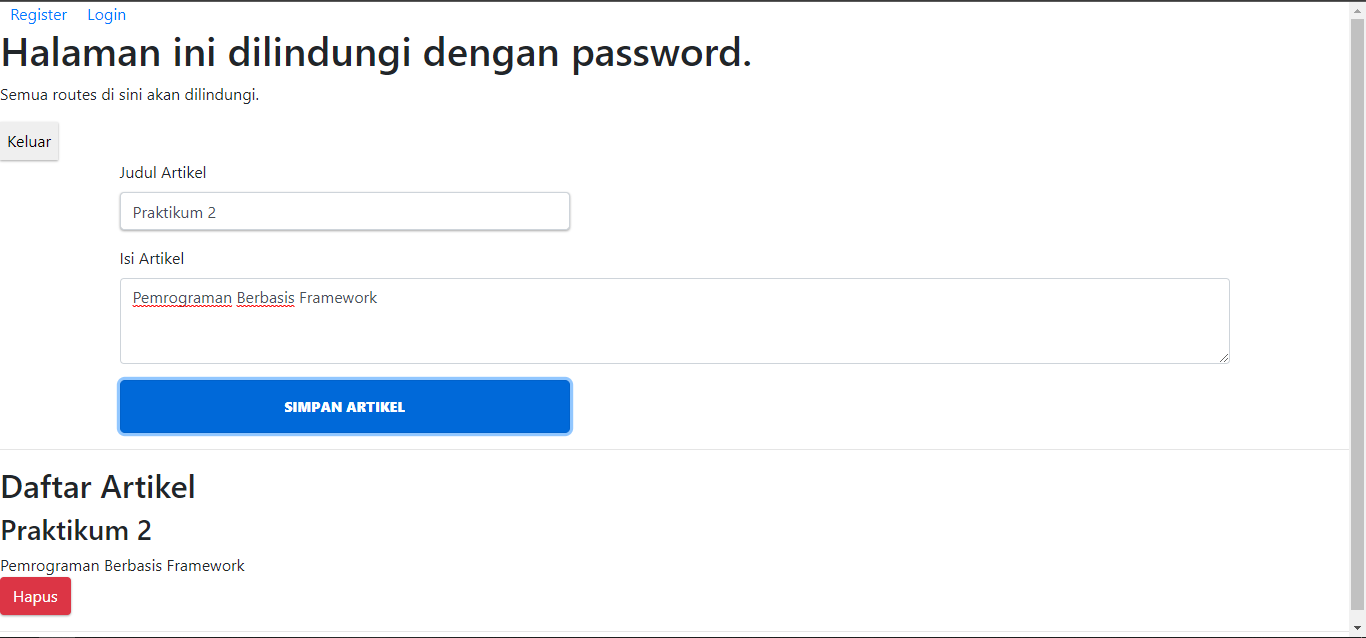 Register Login
Halaman ini dilindungi dengan password.
Semua routes di sini akan dilindungi.
Keluar
Judul Artikel
Praktikum 2
Isi Artikel
Pemrograman Berbasis Framework
SIMPAN ARTIKEL
Daftar Artikel
Praktikum 2
Pemrograman Berbasis Framework
Hapus